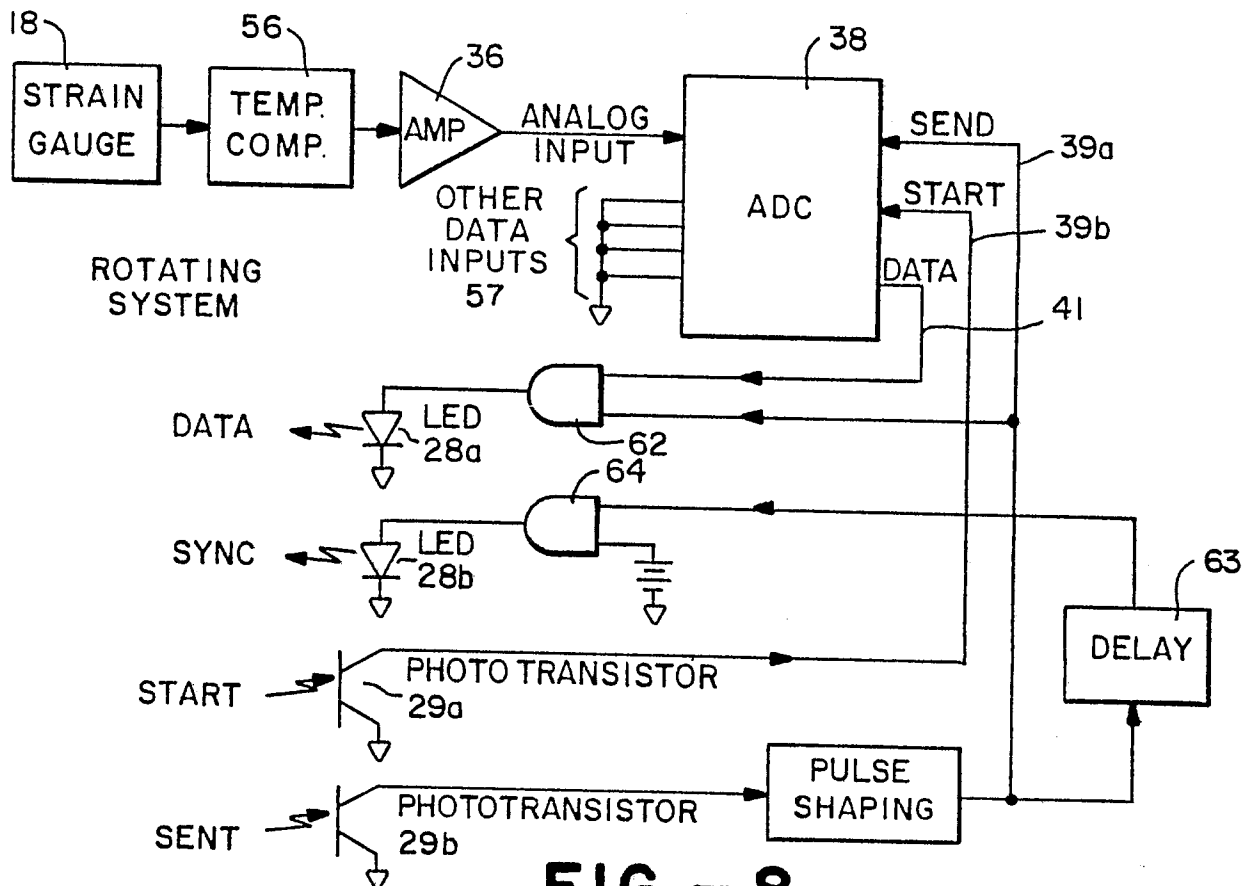 18
56
36
38
STRAIN
GAUGE
TEMP.
COMP.
AMP
ANALOG
INPUT
ADC
SEND
39a
START
39b
OTHER
DATA
INPUTS
57
DATA
41
ROTATING
SYSTEM
DATA
LED
28a
62
64
SYNC
LED
28b
63
DELAY
START
PHOTO TRANSISTOR
29a
SENT
PHOTOTRANSISTOR
29b
PULSE
SHAPING
FIG - 8